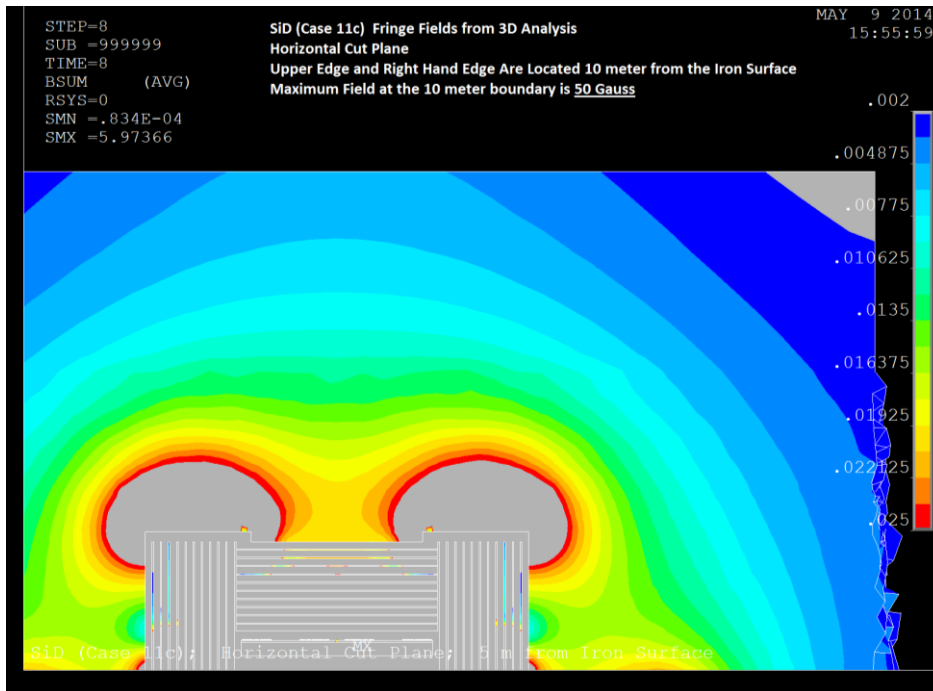 STEP=8
SUB =999999
TIME=8
BSUM (AVG)
RSYS=0
SMN =.834E-04
SMX =5.97366
SiD (Case 11c) Fringe Fields from 3D Analysis
Horizontal Cut Plane
Upper Edge and Right Hand Edge Are Located 10 meter from the Iron Surface
Maximum Field at the 10 meter boundary is 50 Gauss
MAY 9 2014
15:55:59
.002
.004875
.00775
.010625
.0135
.016375
.01925
.022125
.025
MX
SiD (Case 11c); Horizontal Cut Plane; 5 m from Iron Surface